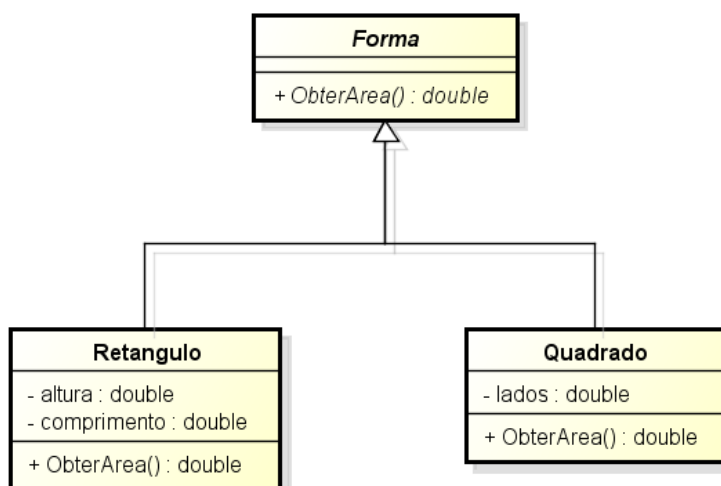 Forma
+ ObterArea() : double
Retangulo
- altura : double
- comprimento : double
+ ObterArea() : double
Quadrado
- lados : double
+ ObterArea() : double